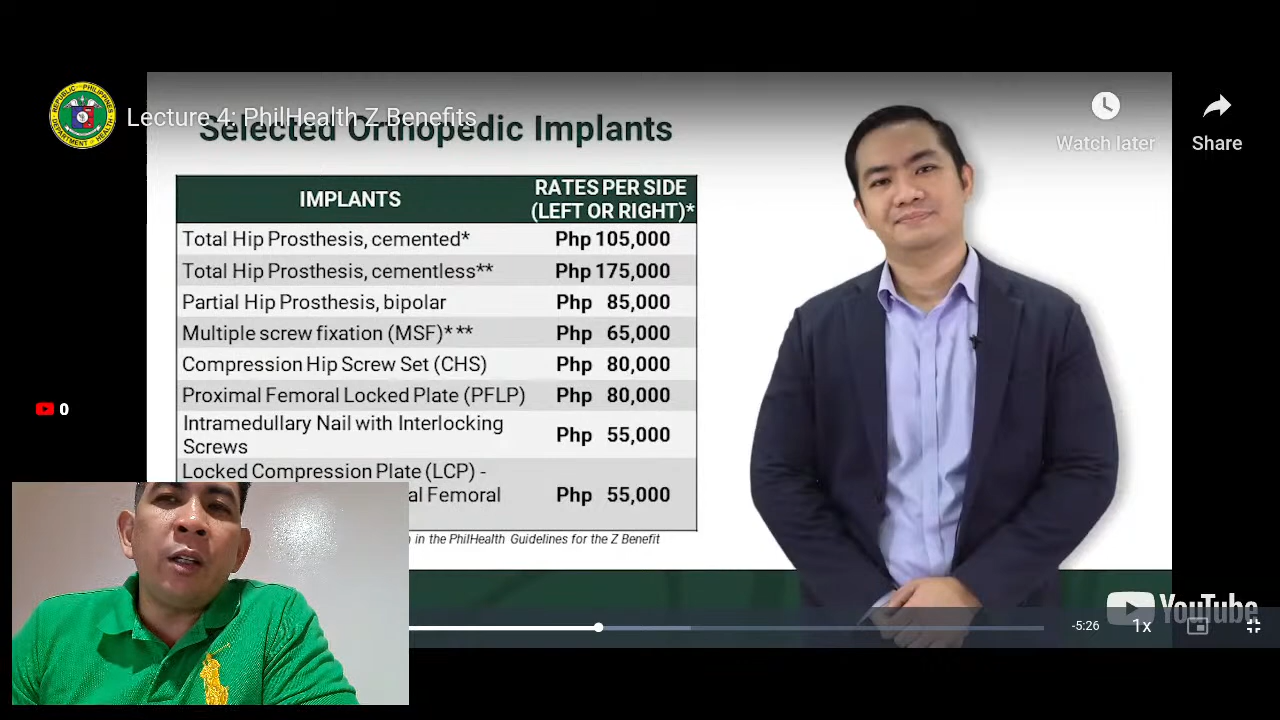 Lecture 4: PhilHealth Z Benefits
Selected Orthopedic Implants
Watch later
Share
IMPLANTS
RATES PER SIDE
(LEFT OR RIGHT)*
Total Hip Prosthesis, cemented*
Php 105,000
Total Hip Prosthesis, cementless**
Php 175,000
Partial Hip Prosthesis, bipolar
Php 85,000
Multiple screw fixation (MSF)***
Php 65,000
Compression Hip Screw Set (CHS)
Php 80,000
Proximal Femoral Locked Plate (PFLP)
Php 80,000
Intramedullary Nail with Interlocking
Screws
Php 55,000
Locked Compression Plate (LCP) -
Femoral
Php 55,000
in the PhilHealth Guidelines for the Z Benefit
0
YouTube
-5:26
1x